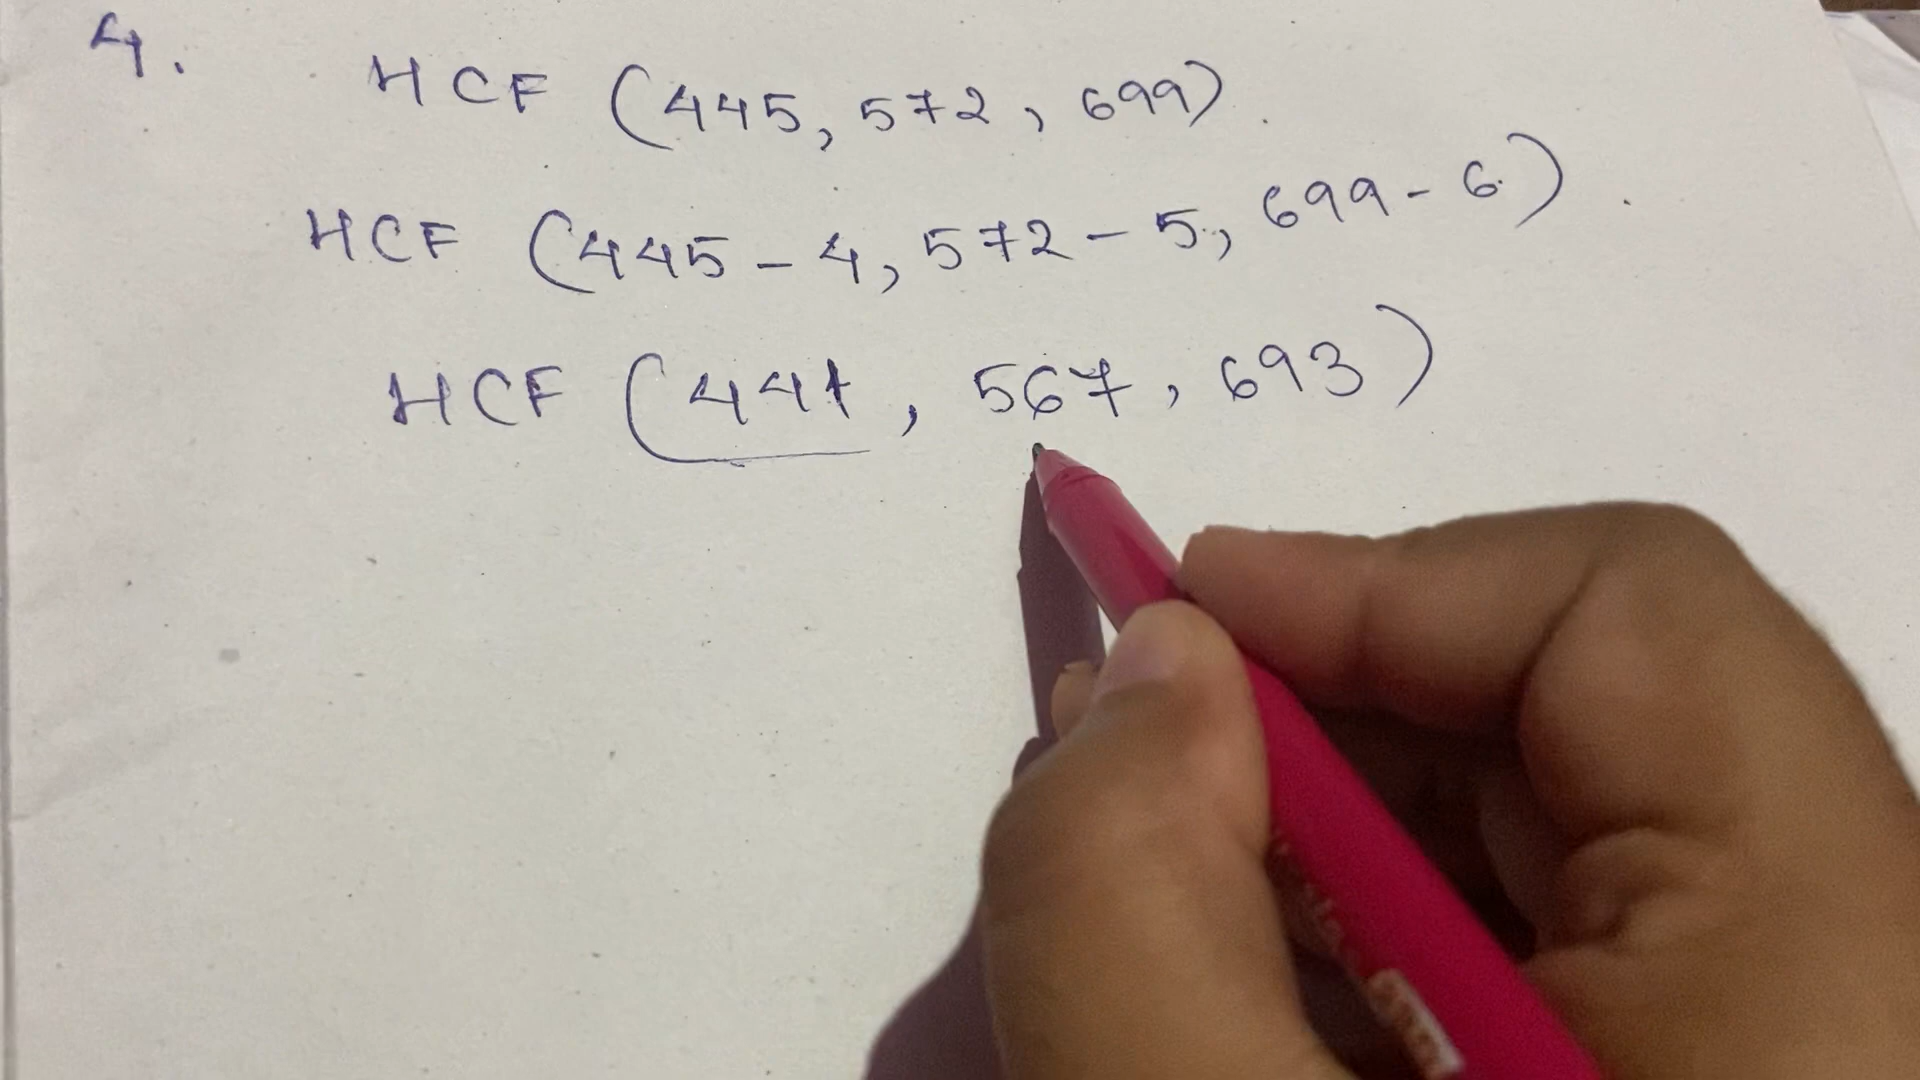 4. HCF (445, 572, 699).
HCF (445 - 4, 572 - 5, 699 - 6).
HCF (441, 567, 693)